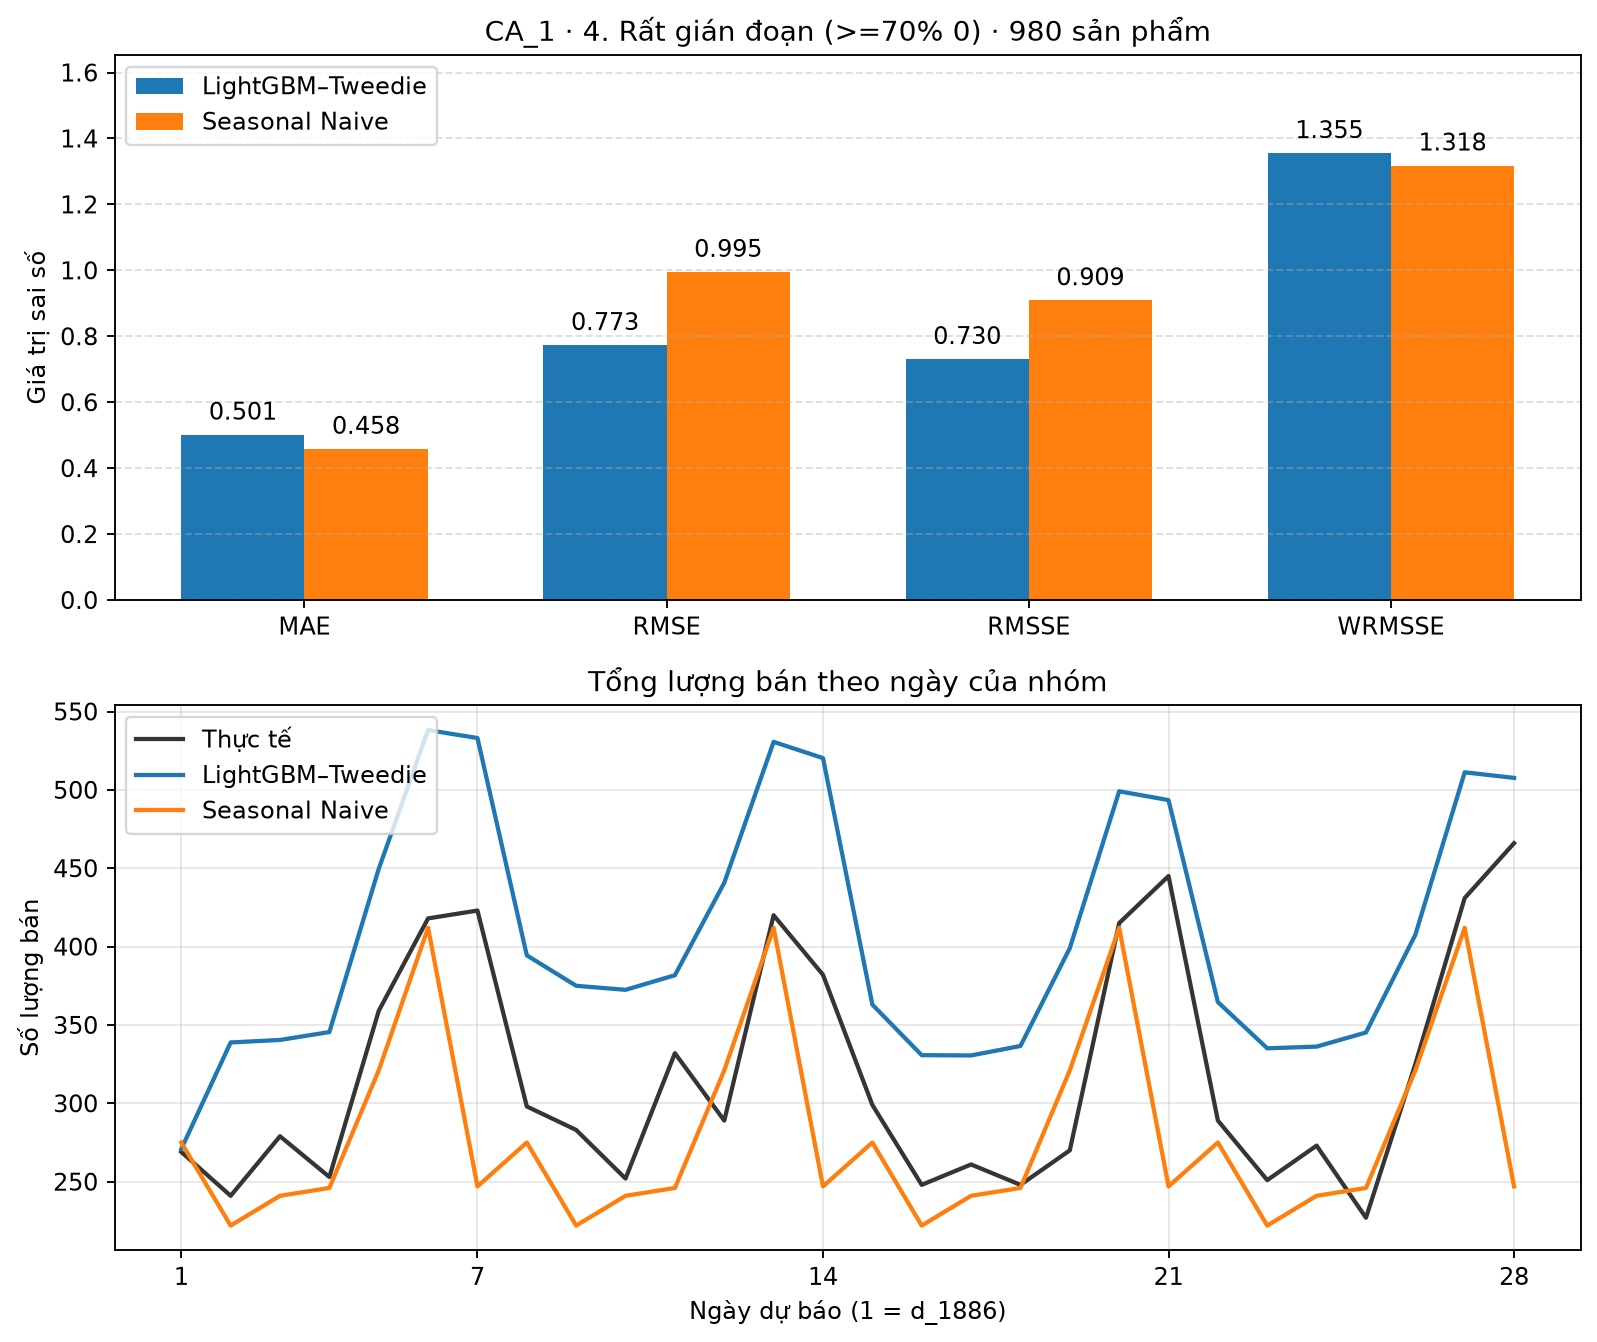 CA_1 · 4. Rất gián đoạn (>=70% 0) · 980 sản phẩm
LightGBM–Tweedie
Seasonal Naive
Giá trị sai số
1.6
1.4
1.2
1.0
0.8
0.6
0.4
0.2
0.0
0.501
0.458
0.773
0.995
0.730
0.909
1.355
1.318
MAE
RMSE
RMSSE
WRMSSE
Tổng lượng bán theo ngày của nhóm
Thực tế
LightGBM–Tweedie
Seasonal Naive
Số lượng bán
550
500
450
400
350
300
250
1
7
14
21
28
Ngày dự báo (1 = d_1886)